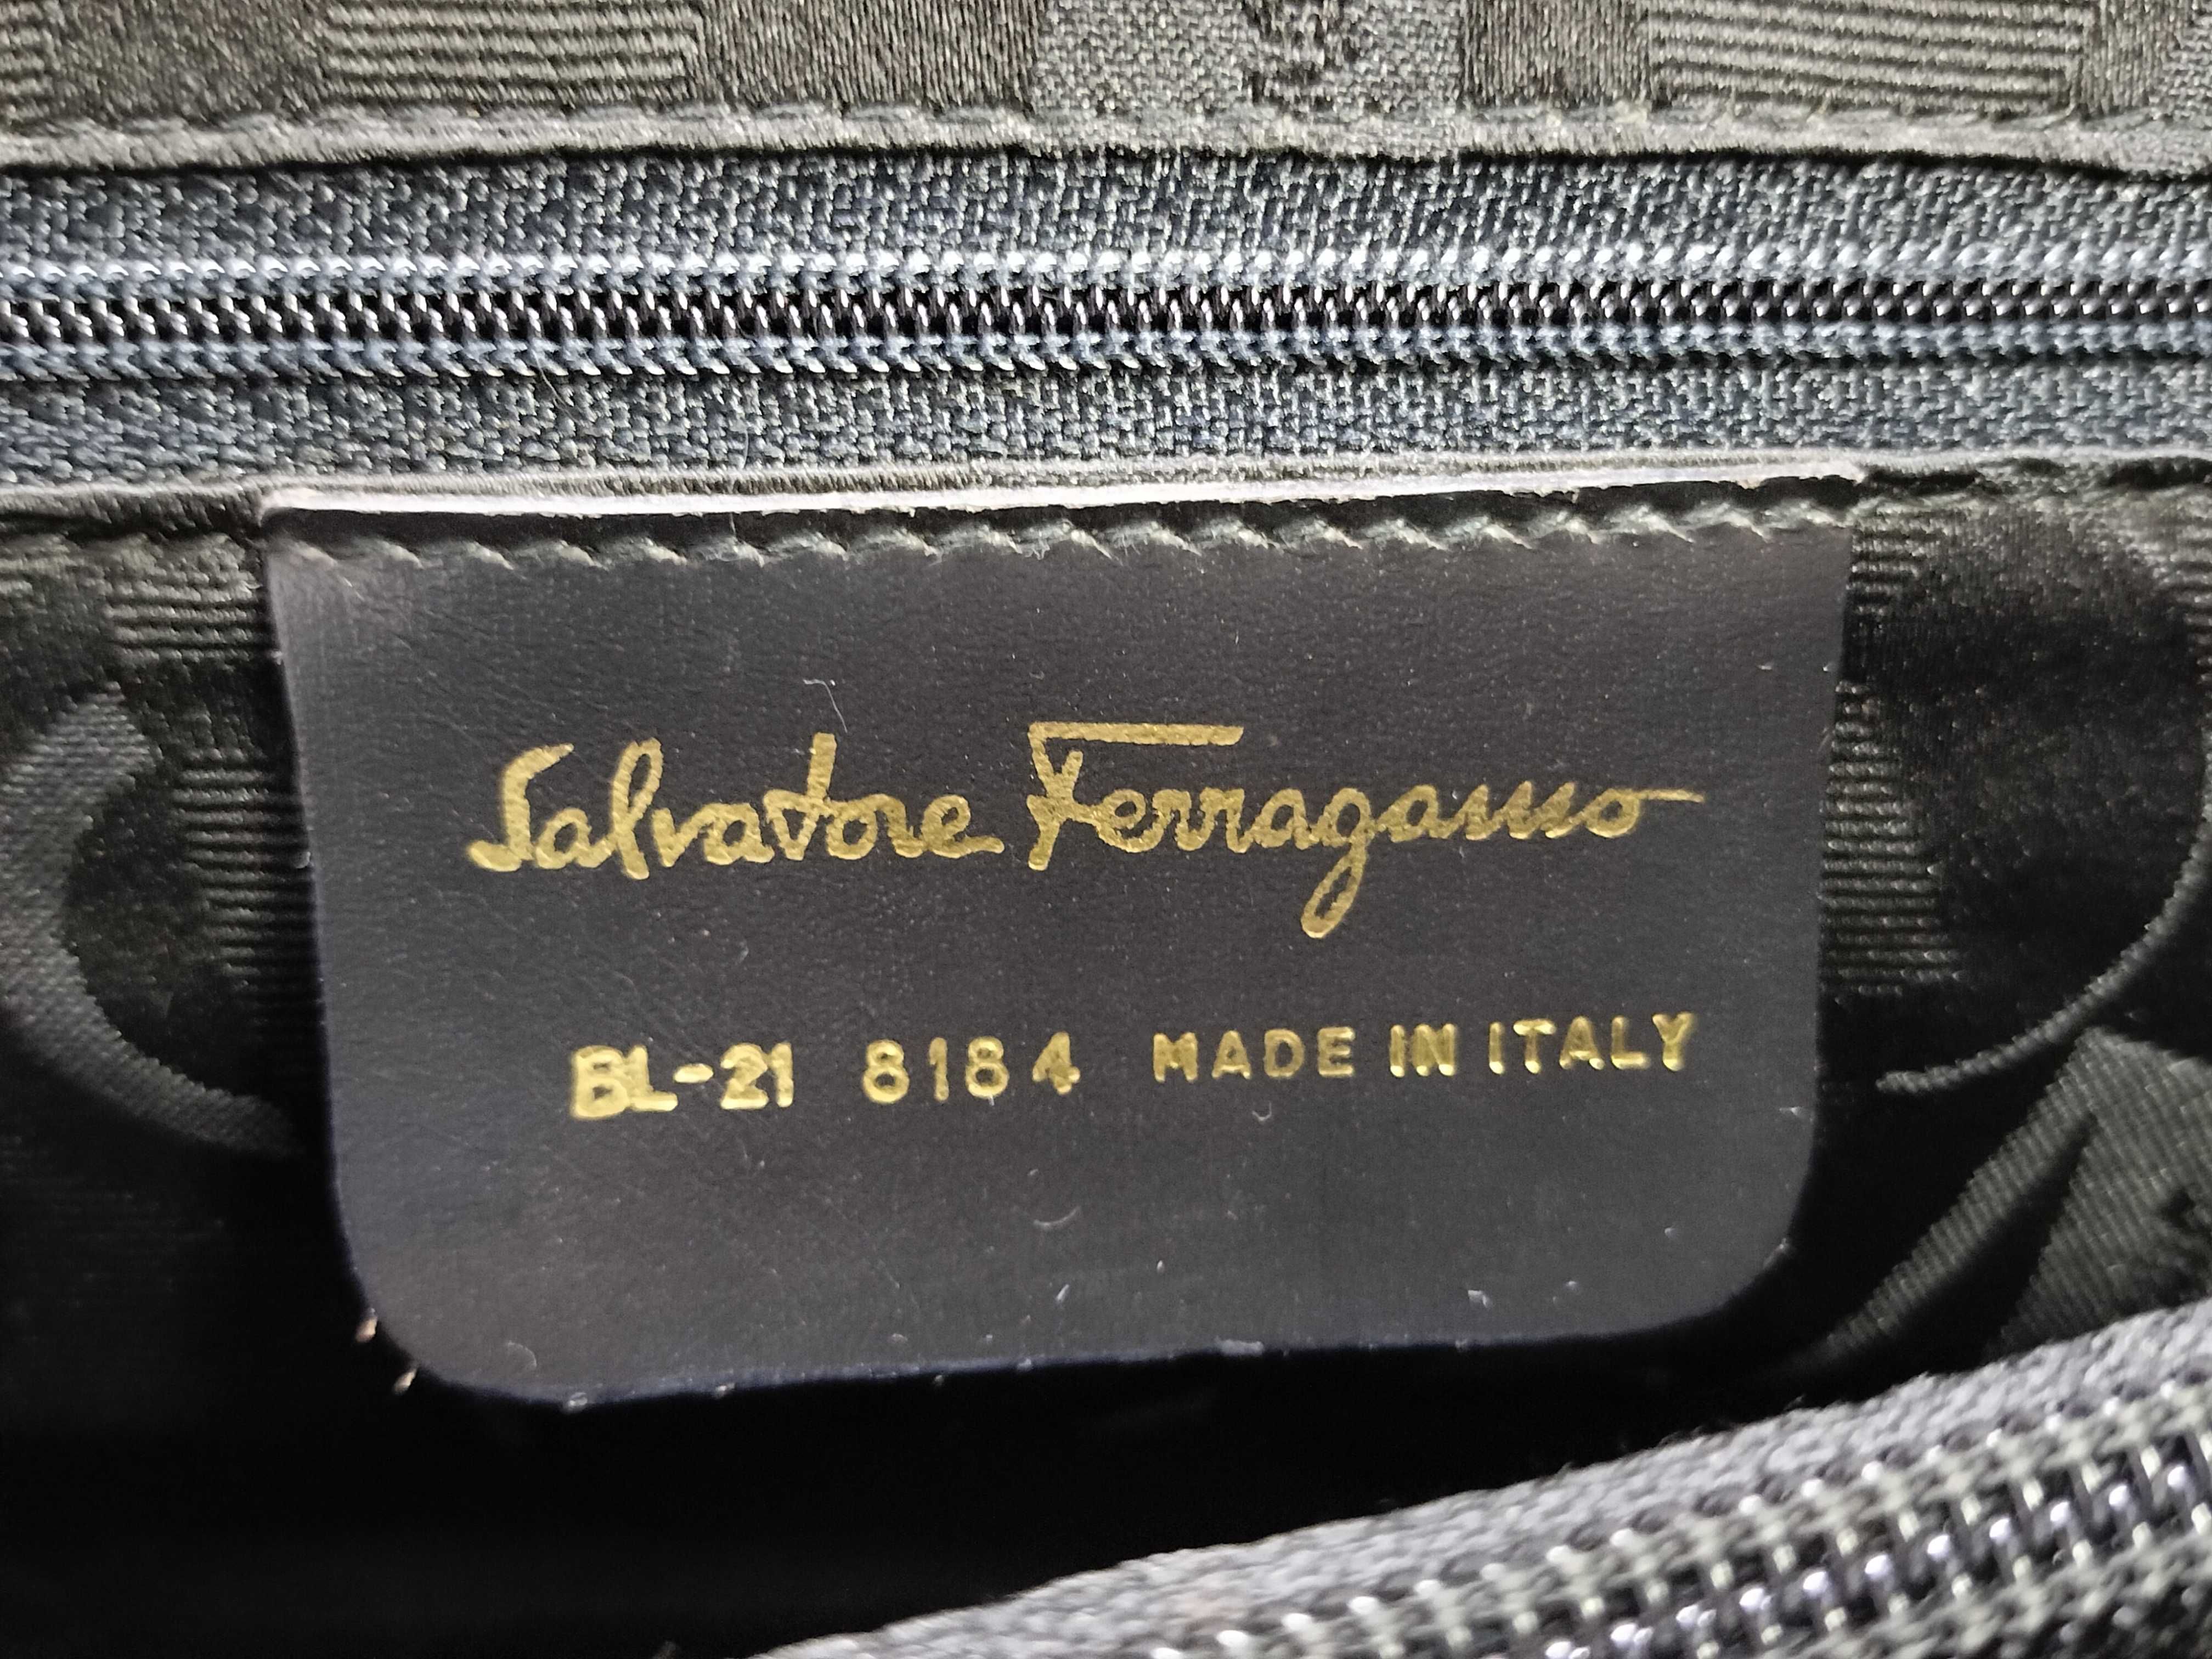 Salvatore Ferragamo
BL-21 8184 MADE IN ITALY